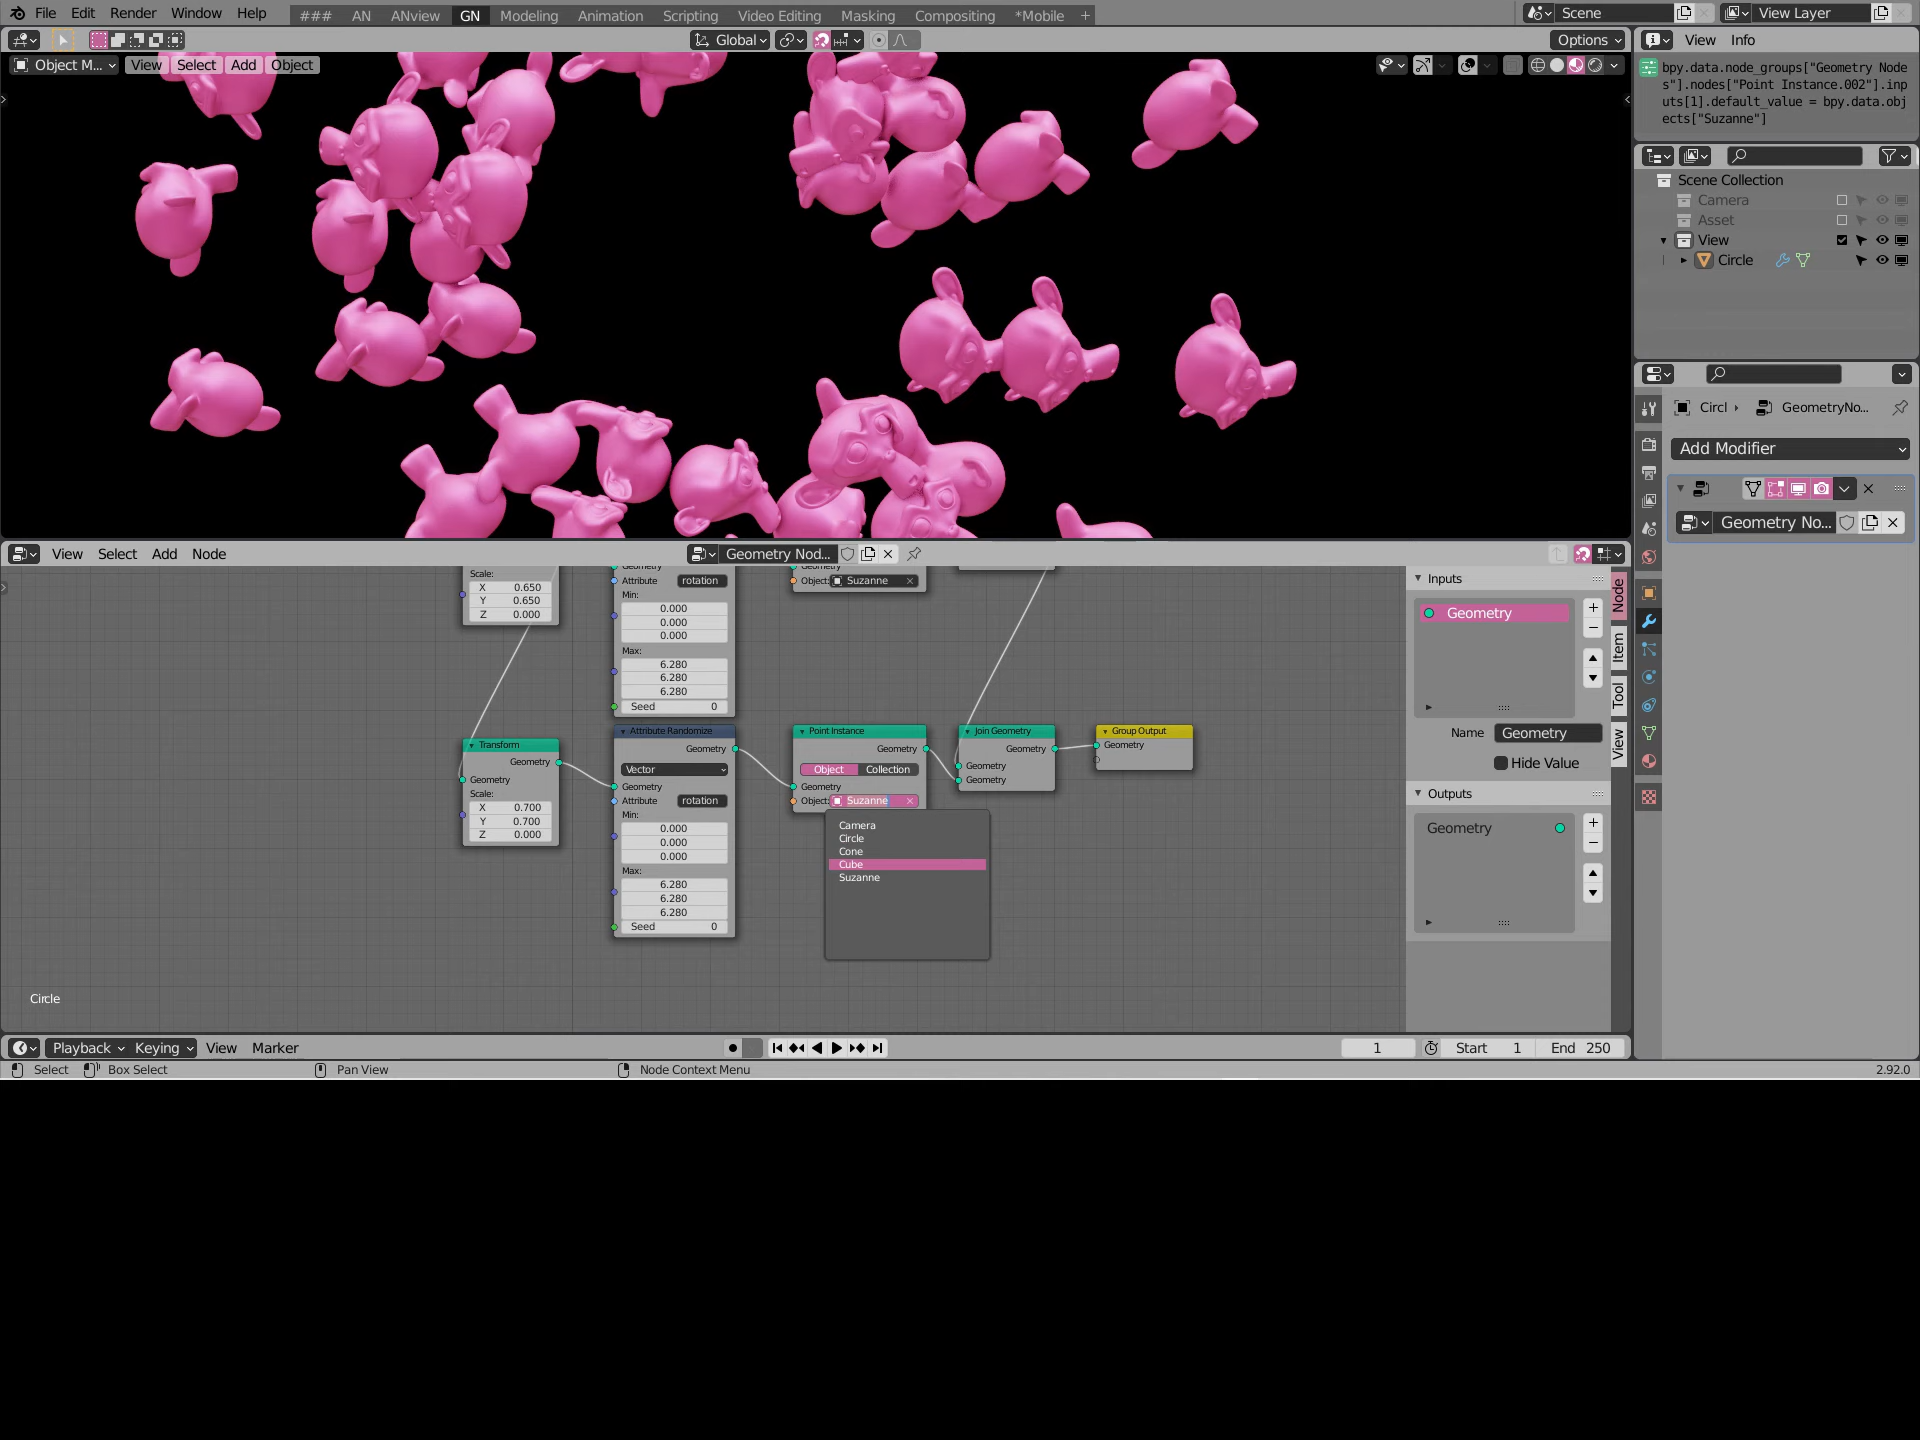 File Edit Render Window Help ### AN ANview GN Modeling Animation Scripting Video Editing Masking Compositing *Mobile + Scene View Layer
Global Options
Object M... View Select Add Object
View Info
bpy.data.node_groups["Geometry Node
s"].nodes["Point Instance.002"].inp
uts[1].default_value = bpy.data.obj
ects["Suzanne"]
Scene Collection
Camera
Asset
View
Circle
Circl GeometryNo...
Add Modifier
Geometry No...
View Select Add Node Geometry Nod...
Scale:
X 0.650
Y 0.650
Z 0.000
Geometry
Attribute rotation
Min:
0.000
0.000
0.000
Max:
6.280
6.280
6.280
Seed 0
Geometry
Object: Suzanne
Transform
Geometry
Geometry
Scale:
X 0.700
Y 0.700
Z 0.000
Attribute Randomize
Geometry
Vector
Geometry
Attribute rotation
Min:
0.000
0.000
0.000
Max:
6.280
6.280
6.280
Seed 0
Point Instance
Geometry
Object Collection
Geometry
Object: Suzanne
Camera
Circle
Cone
Cube
Suzanne
Join Geometry
Geometry
Geometry
Geometry
Group Output
Geometry
Inputs
Geometry
Name Geometry
Hide Value
Outputs
Geometry
Node
Item
Tool
View
Circle
Playback Keying View Marker 1 Start 1 End 250
Select Box Select Pan View Node Context Menu 2.92.0